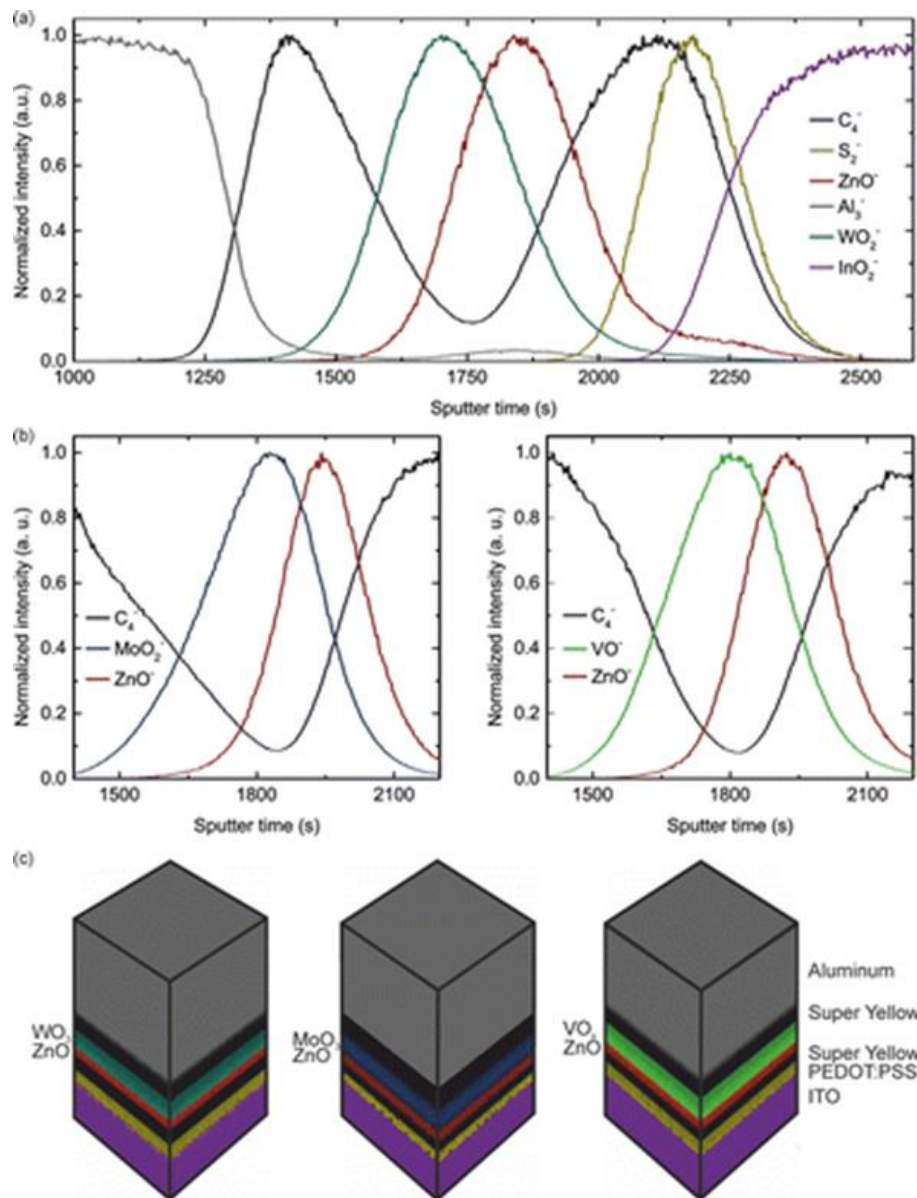 (a)
Normalized intensity (a.u.)
1.0
0.8
0.6
0.4
0.2
0.0
C₄⁻
S₂⁻
ZnO⁻
Al₃⁻
WO₂⁻
InO₂⁻
1000 1250 1500 1750 2000 2250 2500
Sputter time (s)
(b)
Normalized intensity (a. u.)
1.0
0.8
0.6
0.4
0.2
0.0
C₄⁻
MoO₂⁻
ZnO⁻
1500 1800 2100
Sputter time (s)
Normalized intensity (a. u.)
1.0
0.8
0.6
0.4
0.2
0.0
C₄⁻
VO⁻
ZnO⁻
1500 1800 2100
Sputter time (s)
(c)
WO₃
ZnO
MoO₃
ZnO
ZnO
Aluminum
Super Yellow
Super Yellow
PEDOT:PSS
ITO